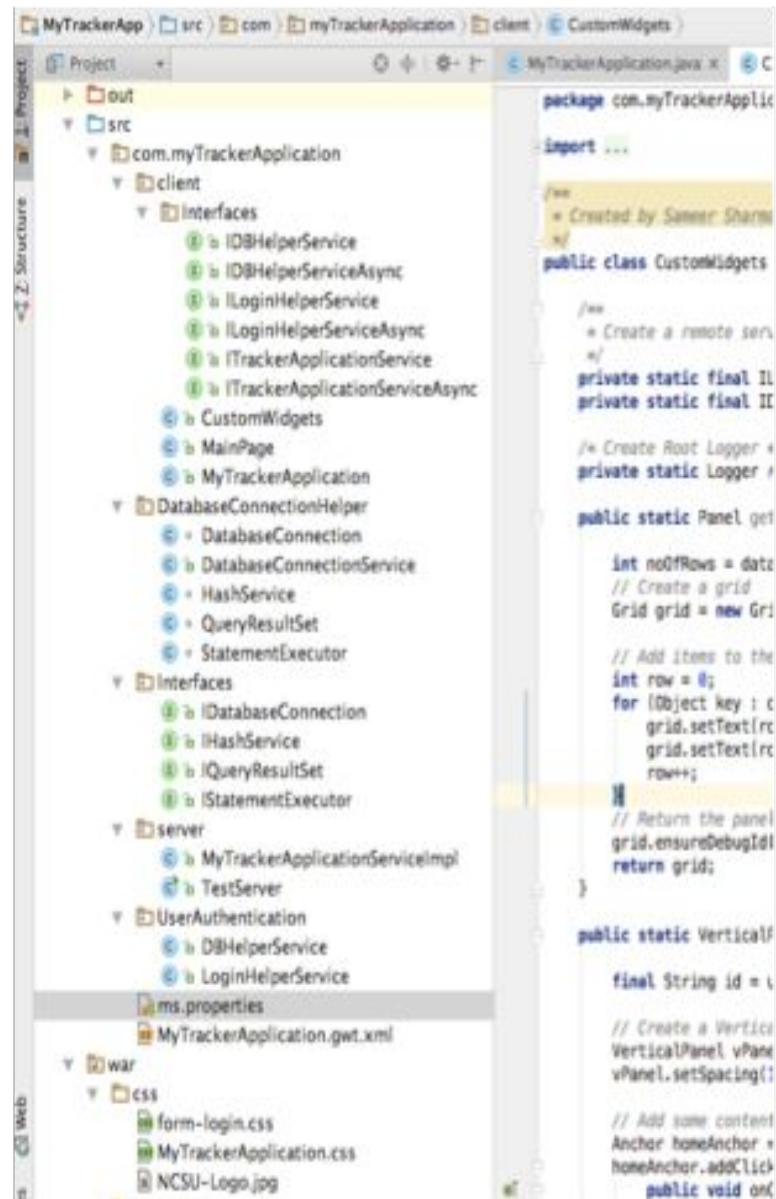 MyTrackerApp src com myTrackerApplication client CustomWidgets
1: Project
Z: Structure
Web
Project
out
src
com.myTrackerApplication
client
Interfaces
IDBHelperService
IDBHelperServiceAsync
ILoginHelperService
ILoginHelperServiceAsync
ITrackerApplicationService
ITrackerApplicationServiceAsync
CustomWidgets
MainPage
MyTrackerApplication
DatabaseConnectionHelper
DatabaseConnection
DatabaseConnectionService
HashService
QueryResultSet
StatementExecutor
Interfaces
IDatabaseConnection
IHashService
IQueryResultSet
IStatementExecutor
server
MyTrackerApplicationServiceImpl
TestServer
UserAuthentication
DBHelperService
LoginHelperService
ms.properties
MyTrackerApplication.gwt.xml
war
css
form-login.css
MyTrackerApplication.css
NCSU-Logo.jpg
MyTrackerApplication.java × C
package com.myTrackerApplic
import ...
/**
* Created by Sameer Sharma
*/
public class CustomWidgets
/**
* Create a remote serv
*/
private static final IL
private static final ID
/* Create Root Logger *
private static Logger r
public static Panel get
int noOfRows = data
// Create a grid
Grid grid = new Gri
// Add items to the
int row = 0;
for (Object key : d
grid.setText(ro
grid.setText(ro
row++;
}
// Return the panel
grid.ensureDebugId(
return grid;
}
public static VerticalP
final String id = u
// Create a Vertica
VerticalPanel vPane
vPanel.setSpacing(1
// Add some content
Anchor homeAnchor =
homeAnchor.addClick
public void onC